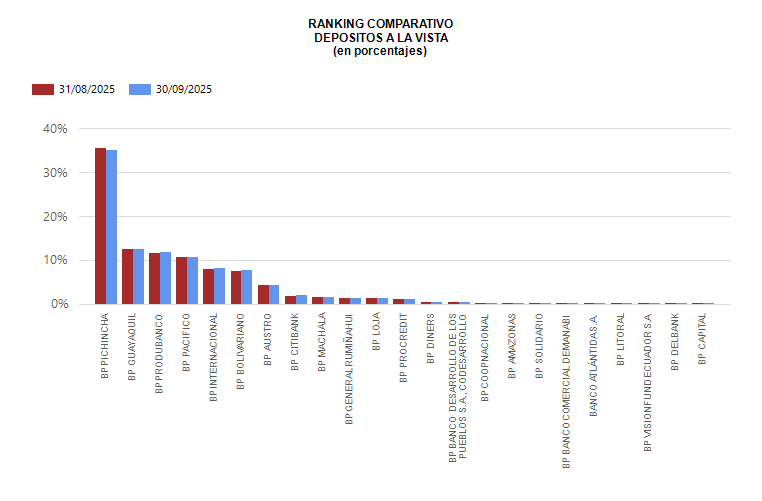 RANKING COMPARATIVO
DEPOSITOS A LA VISTA
(en porcentajes)
31/08/2025
30/09/2025
40%
30%
20%
10%
0%
BP PICHINCHA
BP GUAYAQUIL
BP PRODUBANCO
BP PACIFICO
BP INTERNACIONAL
BP BOLIVARIANO
BP AUSTRO
BP CITIBANK
BP MACHALA
BP GENERAL RUMIÑAHUI
BP LOJA
BP PROCREDIT
BP DINERS
BP BANCO DESARROLLO DE LOS
PUEBLOS S.A., CODESARROLLO
BP COOPNACIONAL
BP AMAZONAS
BP SOLIDARIO
BP BANCO COMERCIAL DE MANABI
BANCO ATLANTIDA S.A.
BP LITORAL
BP VISIONFUND ECUADOR S.A
BP DELBANK
BP CAPITAL